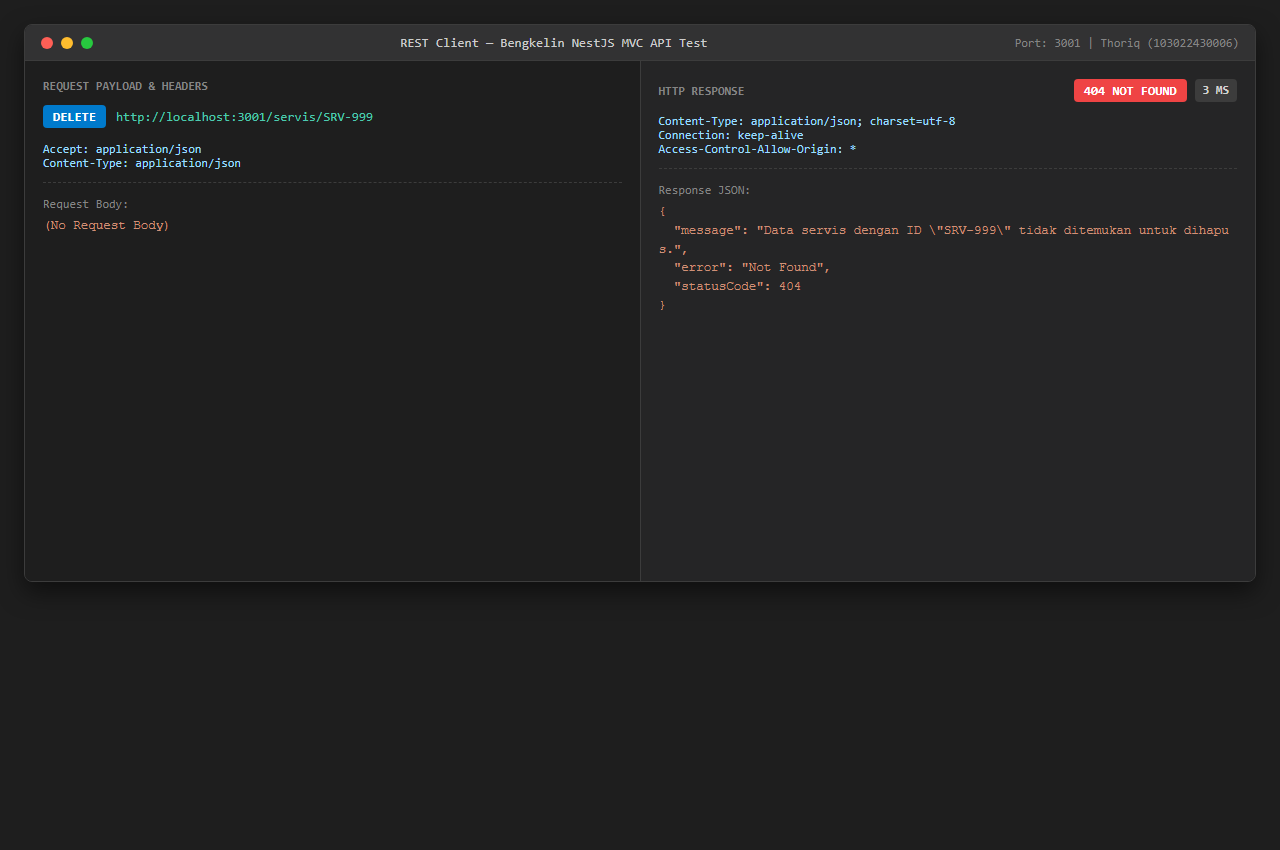 REST Client — Bengkelin NestJS MVC API Test
Port: 3001 | Thoriq (103022430006)
REQUEST PAYLOAD & HEADERS
DELETE http://localhost:3001/servis/SRV-999
Accept: application/json
Content-Type: application/json
Request Body:
(No Request Body)
HTTP RESPONSE
404 NOT FOUND
3 MS
Content-Type: application/json; charset=utf-8
Connection: keep-alive
Access-Control-Allow-Origin: *
Response JSON:
{
  "message": "Data servis dengan ID \"SRV-999\" tidak ditemukan untuk dihapu
s.",
  "error": "Not Found",
  "statusCode": 404
}